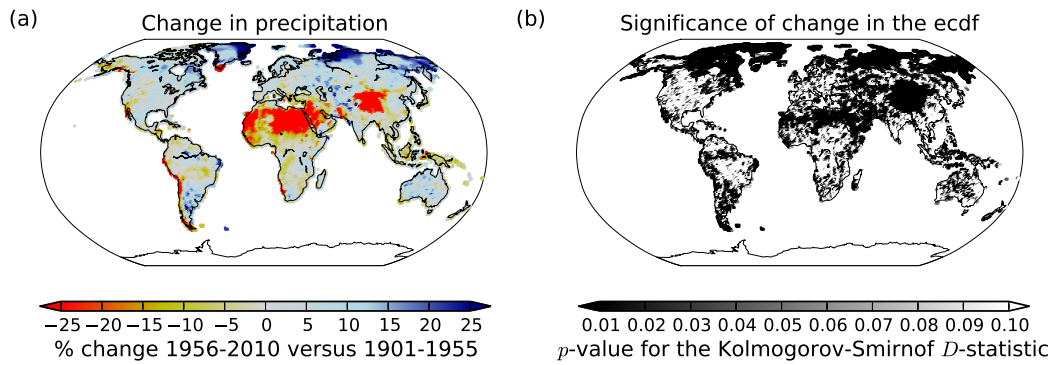 (a)
Change in precipitation
(b)
Significance of change in the ecdf
−25 −20 −15 −10 −5 0 5 10 15 20 25
% change 1956-2010 versus 1901-1955
0.01 0.02 0.03 0.04 0.05 0.06 0.07 0.08 0.09 0.10
p-value for the Kolmogorov-Smirnof D-statistic